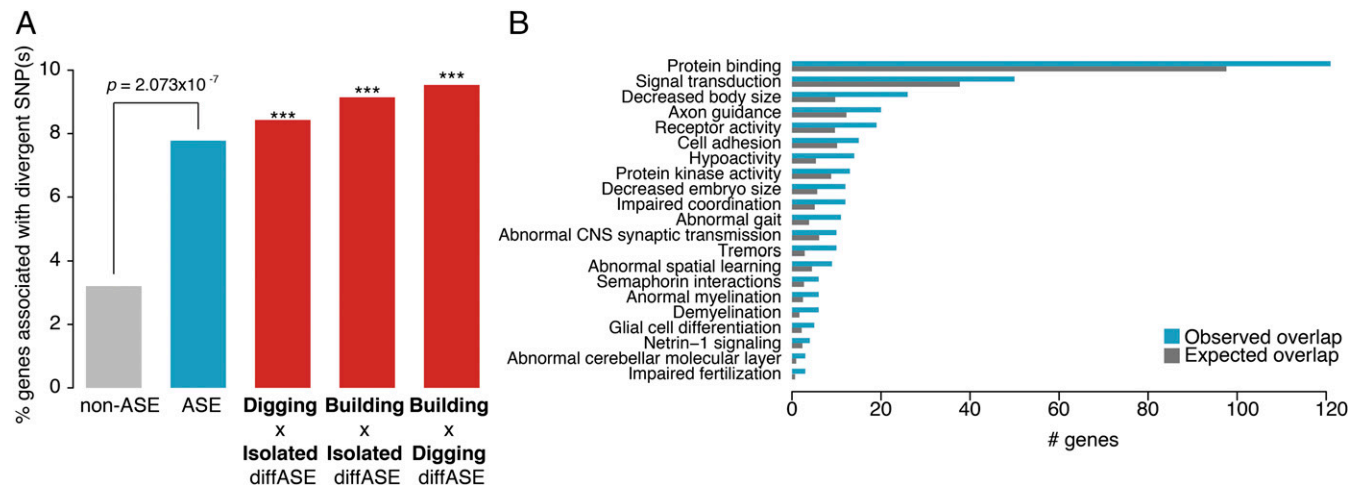 A
% genes associated with divergent SNP(s)
10
8
6
4
2
0
p = 2.073x10 -7
***
***
***
non-ASE
ASE
Digging
x
Isolated
diffASE
Building
x
Isolated
diffASE
Building
x
Digging
diffASE
B
Protein binding
Signal transduction
Decreased body size
Axon guidance
Receptor activity
Cell adhesion
Hypoactivity
Protein kinase activity
Decreased embryo size
Impaired coordination
Abnormal gait
Abnormal CNS synaptic transmission
Tremors
Abnormal spatial learning
Semaphorin interactions
Anormal myelination
Demyelination
Glial cell differentiation
Netrin−1 signaling
Abnormal cerebellar molecular layer
Impaired fertilization
Observed overlap
Expected overlap
0 20 40 60 80 100 120
# genes